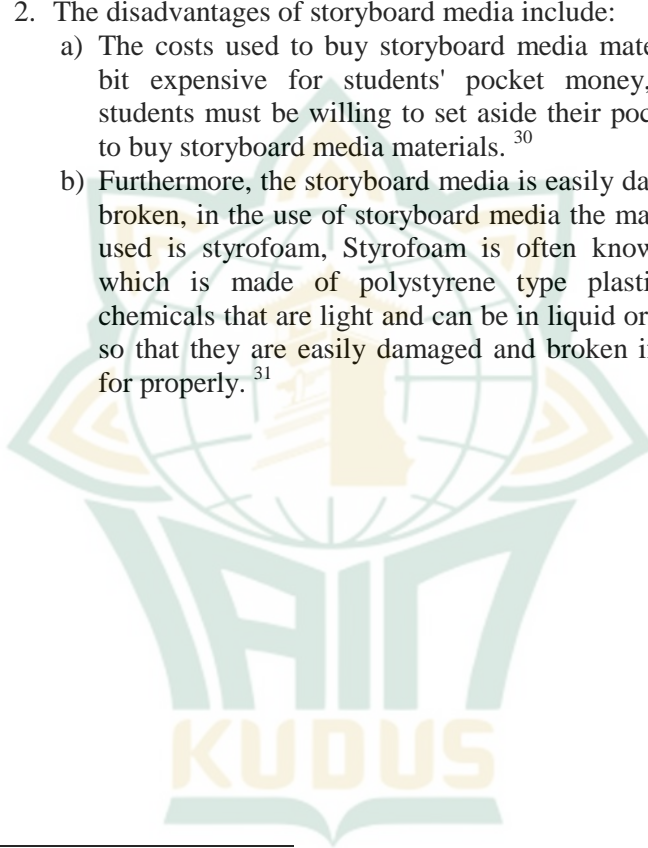 2. The disadvantages of storyboard media include:
a) The costs used to buy storyboard media mate
bit expensive for students' pocket money,
students must be willing to set aside their poc
to buy storyboard media materials. 30
b) Furthermore, the storyboard media is easily da
broken, in the use of storyboard media the ma
used is styrofoam, Styrofoam is often know
which is made of polystyrene type plasti
chemicals that are light and can be in liquid or
so that they are easily damaged and broken i
for properly. 31
IAIN
KUDUS